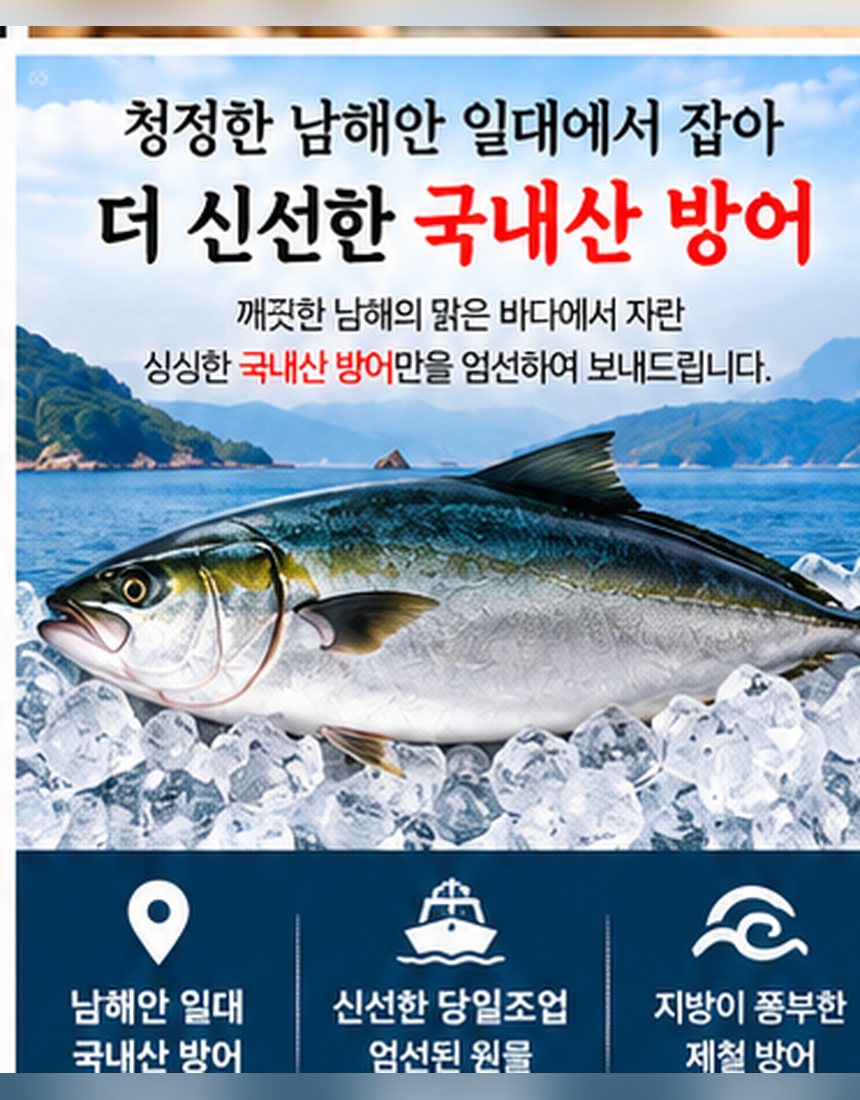 05
청정한 남해안 일대에서 잡아
더 신선한 국내산 방어
깨끗한 남해의 맑은 바다에서 자란
싱싱한 국내산 방어만을 엄선하여 보내드립니다.
남해안 일대
국내산 방어
신선한 당일조업
엄선된 원물
지방이 퐁부한
제철 방어